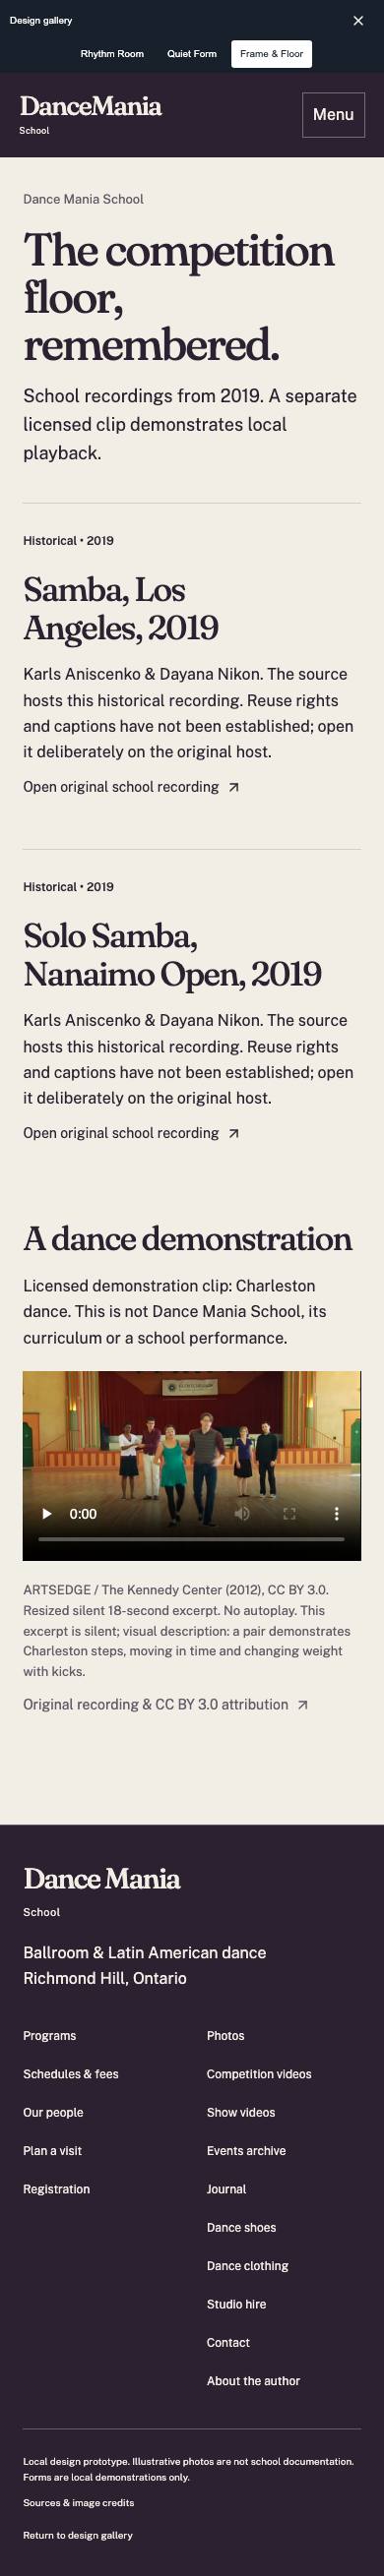 Design gallery
Rhythm Room Quiet Form Frame & Floor
DanceMania
School
Menu
Dance Mania School
The competition
floor,
remembered.
School recordings from 2019. A separate
licensed clip demonstrates local
playback.
Historical • 2019
Samba, Los
Angeles, 2019
Karls Aniscenko & Dayana Nikon. The source
hosts this historical recording. Reuse rights
and captions have not been established; open
it deliberately on the original host.
Open original school recording
Historical • 2019
Solo Samba,
Nanaimo Open, 2019
Karls Aniscenko & Dayana Nikon. The source
hosts this historical recording. Reuse rights
and captions have not been established; open
it deliberately on the original host.
Open original school recording
A dance demonstration
Licensed demonstration clip: Charleston
dance. This is not Dance Mania School, its
curriculum or a school performance.
0:00
ARTSEDGE / The Kennedy Center (2012), CC BY 3.0.
Resized silent 18-second excerpt. No autoplay. This
excerpt is silent; visual description: a pair demonstrates
Charleston steps, moving in time and changing weight
with kicks.
Original recording & CC BY 3.0 attribution
Dance Mania
School
Ballroom & Latin American dance
Richmond Hill, Ontario
Programs
Schedules & fees
Our people
Plan a visit
Registration
Photos
Competition videos
Show videos
Events archive
Journal
Dance shoes
Dance clothing
Studio hire
Contact
About the author
Local design prototype. Illustrative photos are not school documentation.
Forms are local demonstrations only.
Sources & image credits
Return to design gallery